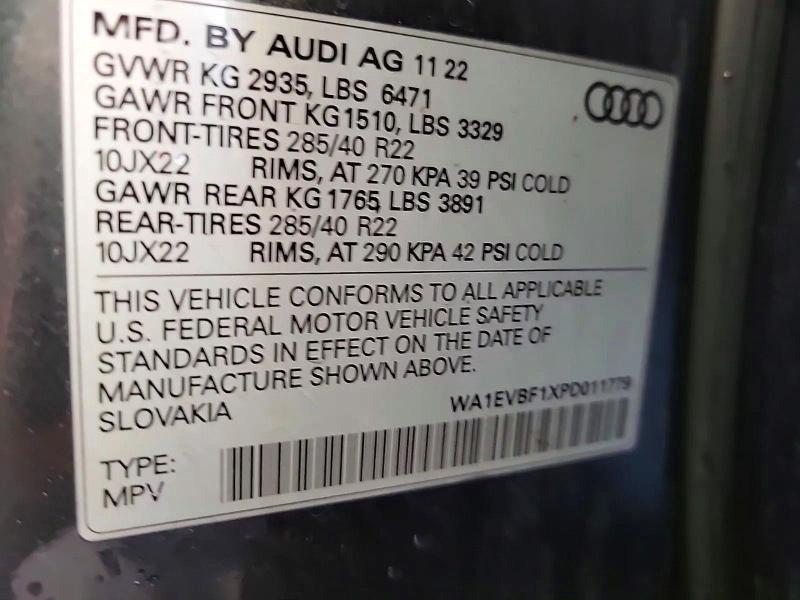 MFD. BY AUDI AG 11 22
GVWR KG 2935, LBS 6471
GAWR FRONT KG1510, LBS 3329
FRONT-TIRES 285/40 R22
10JX22 RIMS, AT 270 KPA 39 PSI COLD
GAWR REAR KG 1765, LBS 3891
REAR-TIRES 285/40 R22
10JX22 RIMS, AT 290 KPA 42 PSI COLD
THIS VEHICLE CONFORMS TO ALL APPLICABLE
U.S. FEDERAL MOTOR VEHICLE SAFETY
STANDARDS IN EFFECT ON THE DATE OF
MANUFACTURE SHOWN ABOVE.
SLOVAKIA WA1EVBF1XPD011779
TYPE:
MPV